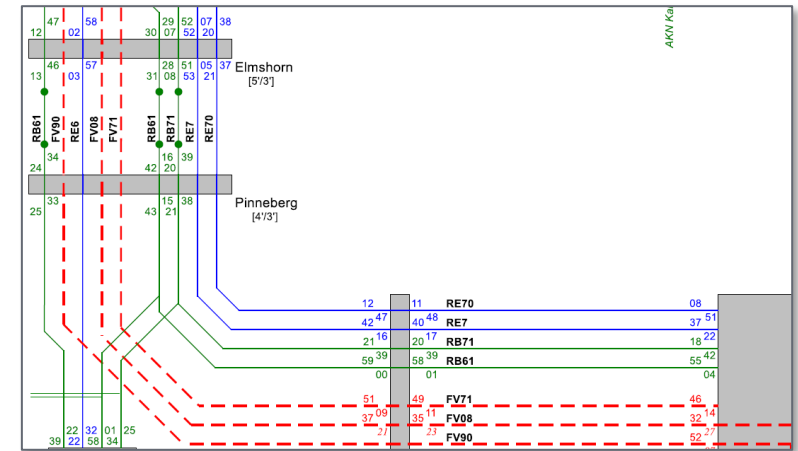 47 58 29 52 07 38
12 02 30 07 52 20
46 57 28 51 05 37
13 03 31 08 53 21
Elmshorn
[5'/3']
RB61 FV90 RE6 FV08 FV71 RB61 RB71 RE7 RE70
AKN Ka
34 16 39
24 42 20
33 15 38
25 43 21
Pinneberg
[4'/3']
12 11 RE70 08
47 48 51
42 40 RE7 37
16 17 22
21 20 RB71 18
39 39 42
59 58 RB61 55
00 01 04
51 49 FV71 46
09 11 14
37 35 FV08 32
21 23 27
FV90 52
22 32 01 25
39 22 58 34